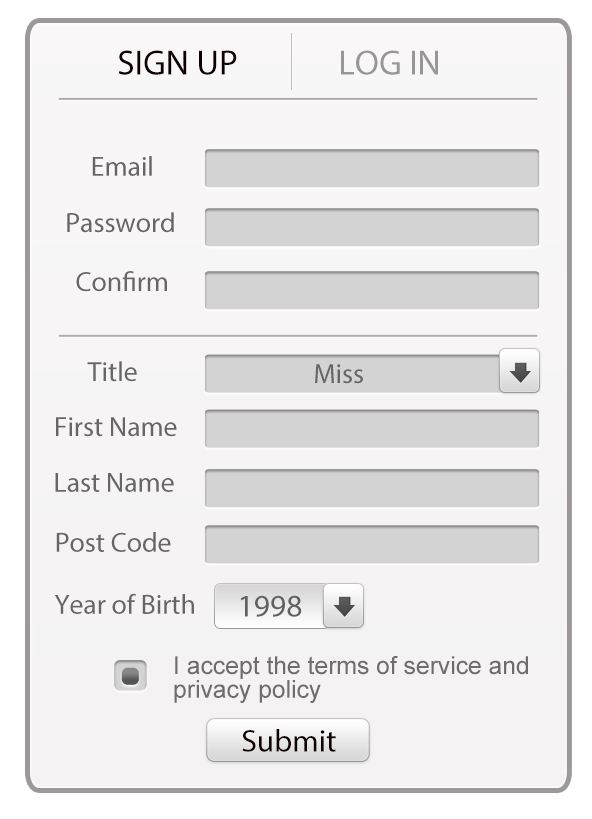 SIGN UP LOG IN
Email
Password
Confirm
Title Miss
First Name
Last Name
Post Code
Year of Birth 1998
I accept the terms of service and
privacy policy
Submit